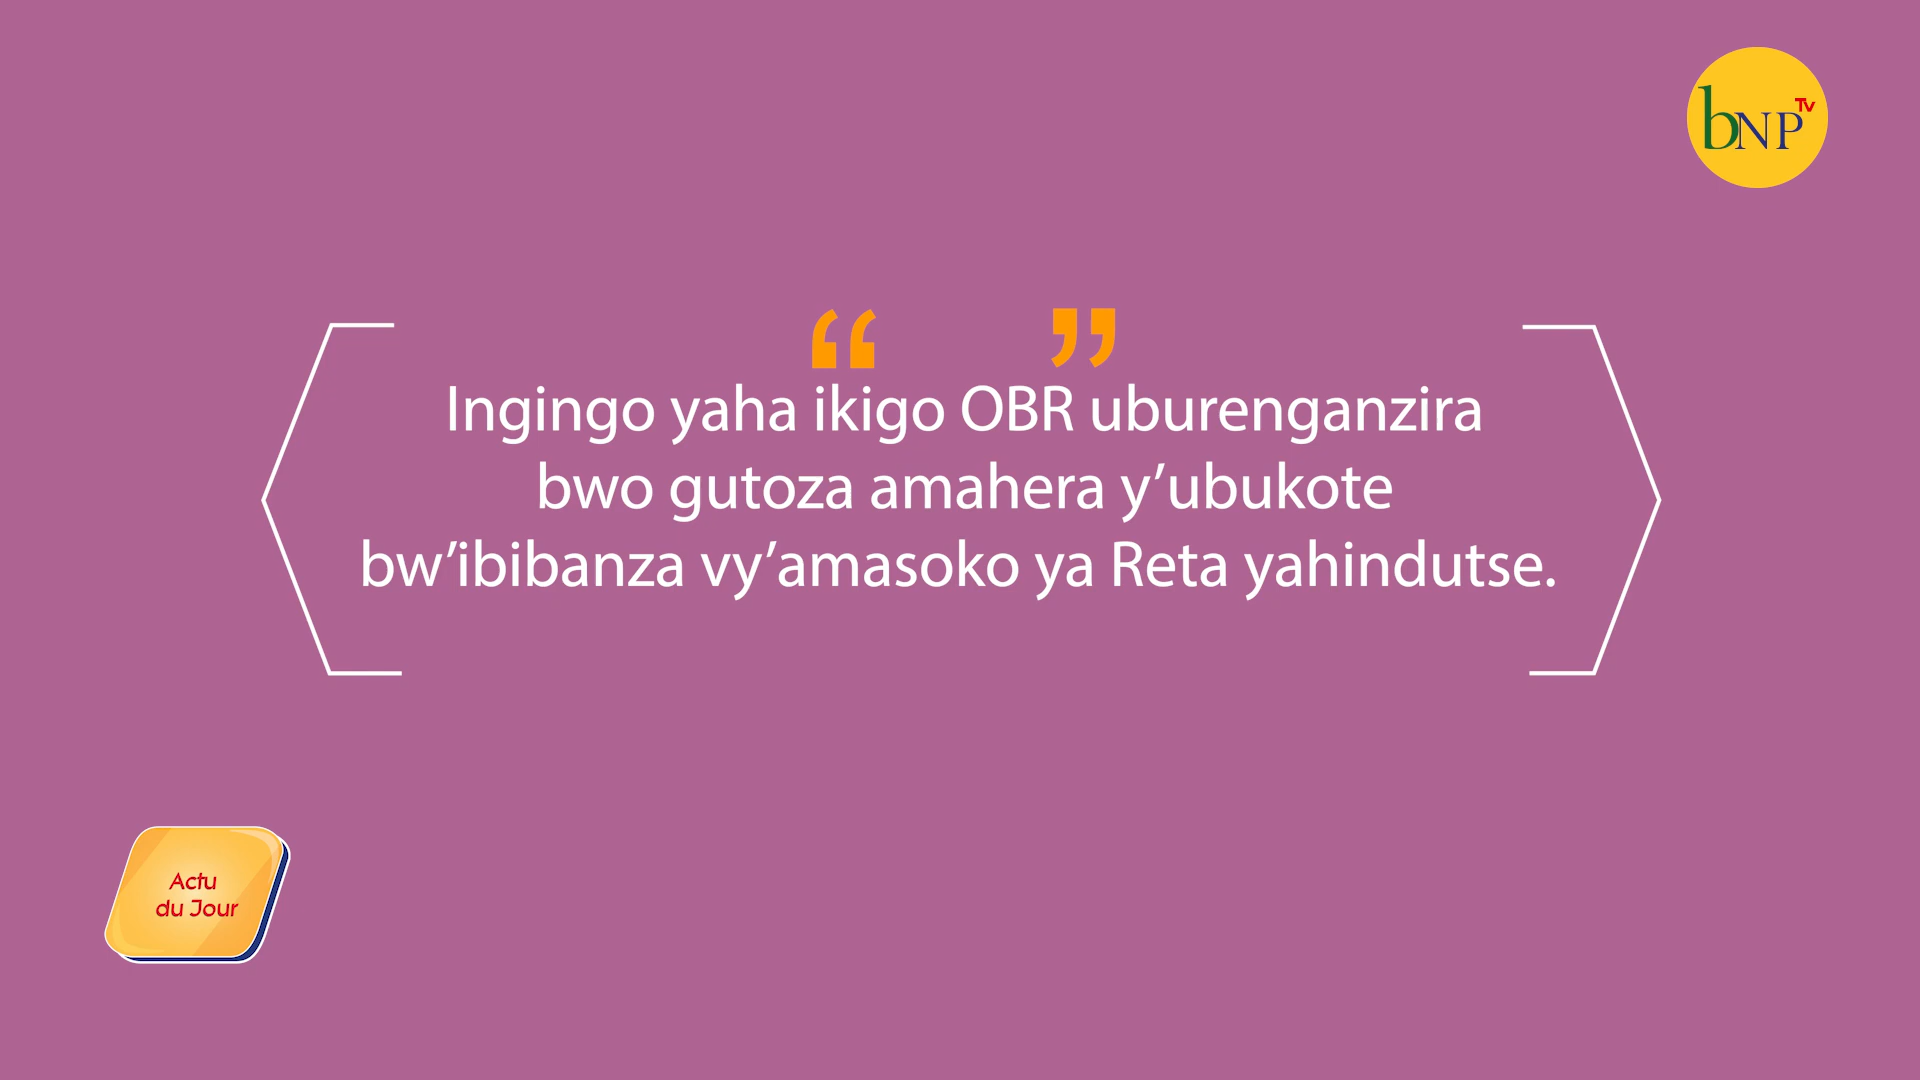 bNP Tv
“ ”
Ingingo yaha ikigo OBR uburenganzira
bwo gutoza amahera y’ubukote
bw’ibibanza vy’amasoko ya Reta yahindutse.
Actu
du Jour